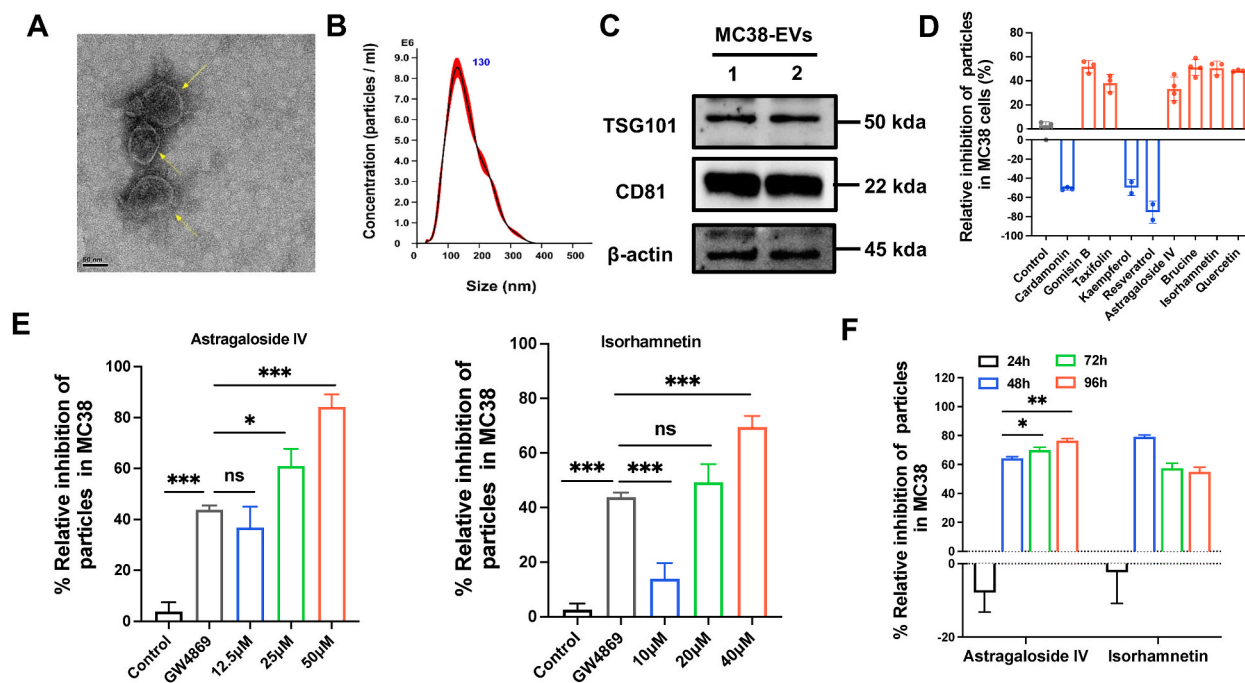 A
50 nm
B
E6
Concentration (particles / ml)
9.0
8.0
7.0
6.0
5.0
4.0
3.0
2.0
1.0
0
130
0
100
200
300
400
500
Size (nm)
C
MC38-EVs
1
2
TSG101
50 kda
CD81
22 kda
β-actin
45 kda
D
Relative inhibition of particles
in MC38 cells (%)
80
60
40
20
0
-20
-40
-60
-80
-100
Control
Cardamonin
Gomisin B
Taxifolin
Kaempferol
Resveratrol
Astragaloside IV
Brucine
Isorhamnetin
Quercetin
E
Astragaloside IV
% Relative inhibition of
particles in MC38
100
80
60
40
20
0
***
ns
*
***
Control
GW4869
12.5μM
25μM
50μM
Isorhamnetin
% Relative inhibition of
particles in MC38
100
80
60
40
20
0
***
***
ns
***
Control
GW4869
10μM
20μM
40μM
F
24h
72h
48h
96h
% Relative inhibition of particles
in MC38
120
100
80
60
40
20
0
0
-20
**
*
Astragaloside IV
Isorhamnetin